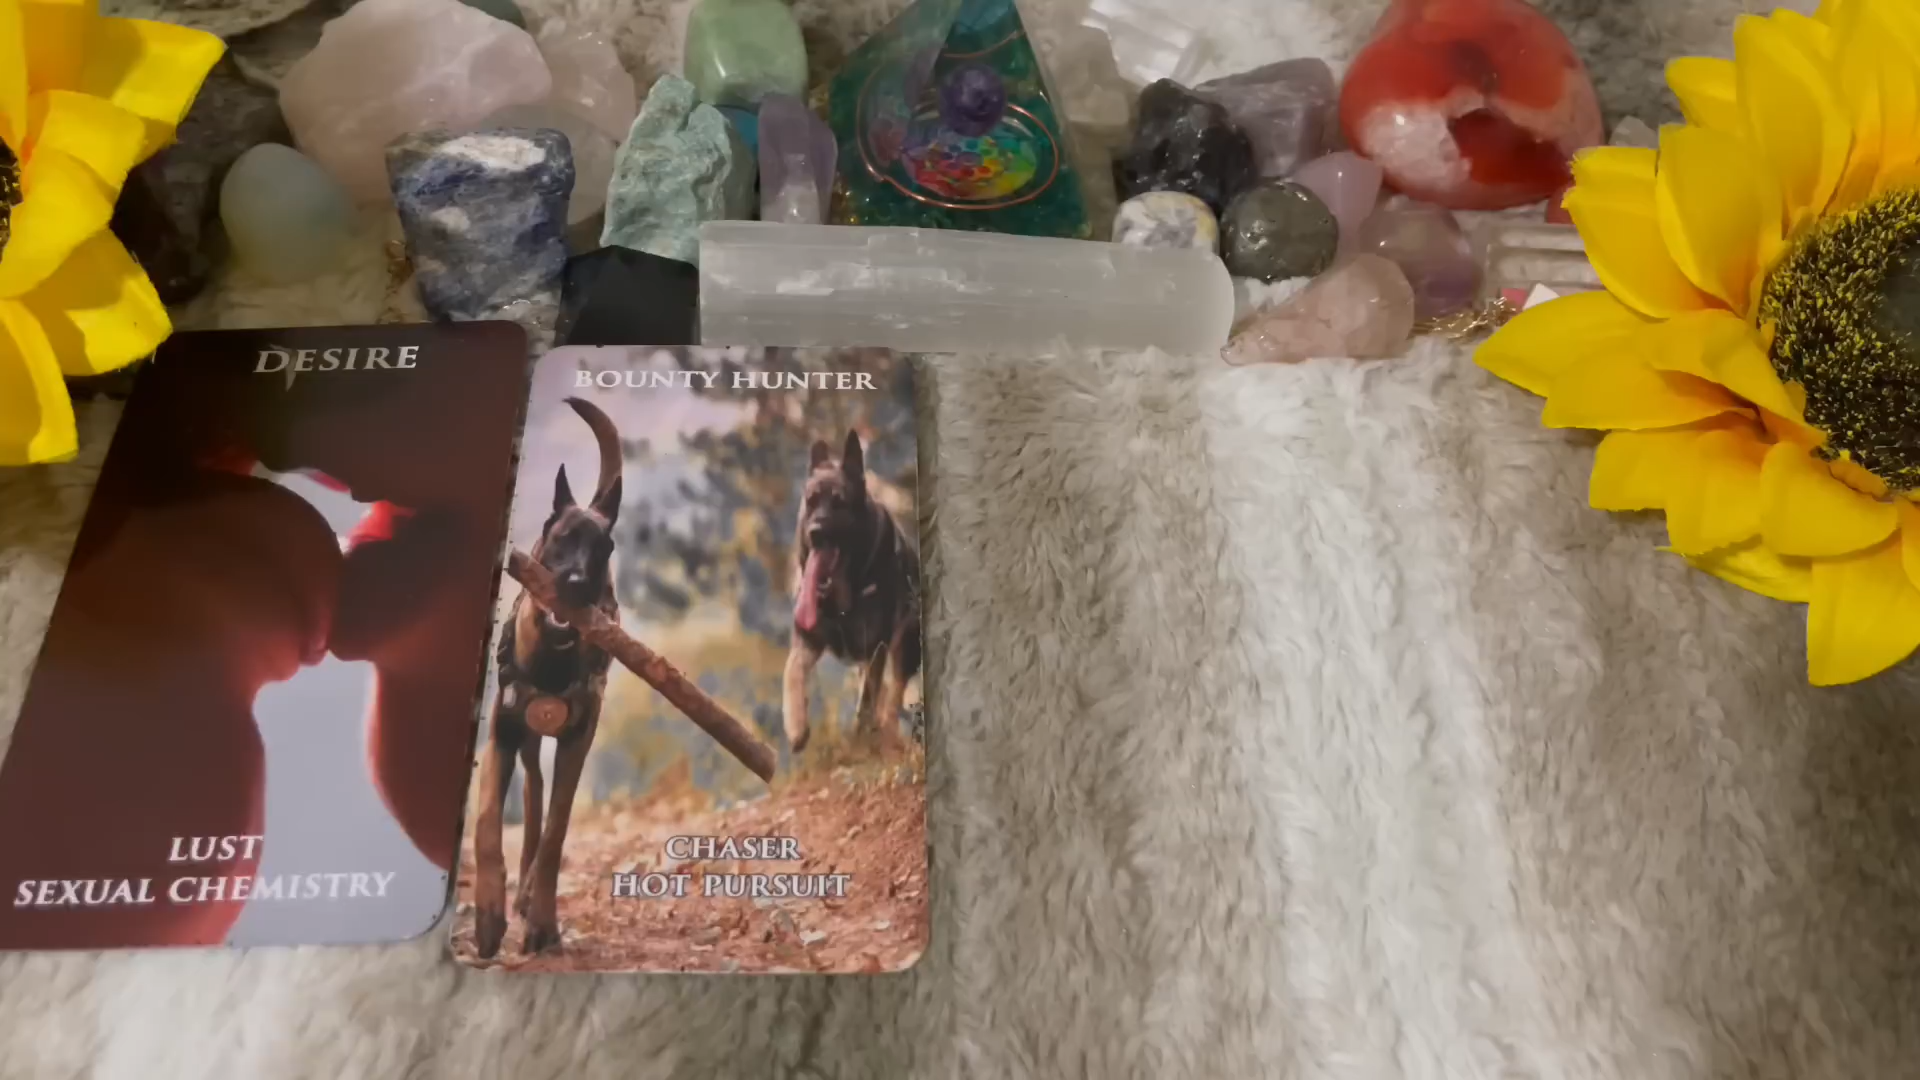 DESIRE
LUST
SEXUAL CHEMISTRY
BOUNTY HUNTER
CHASER
HOT PURSUIT